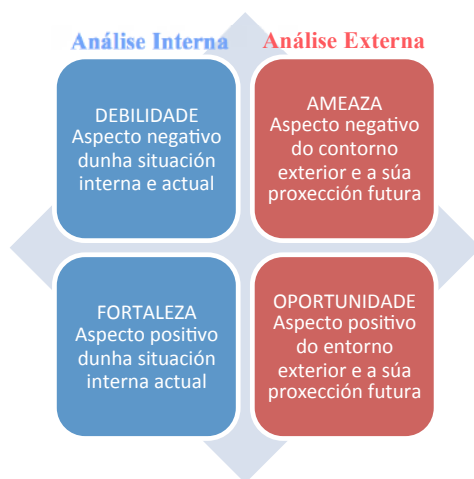 Análise Interna
Análise Externa
DEBILIDADE
Aspecto negativo
dunha situación
interna e actual
AMEAZA
Aspecto negativo
do contorno
exterior e a súa
proxección futura
FORTALEZA
Aspecto positivo
dunha situación
interna actual
OPORTUNIDADE
Aspecto positivo
do entorno
exterior e a súa
proxección futura